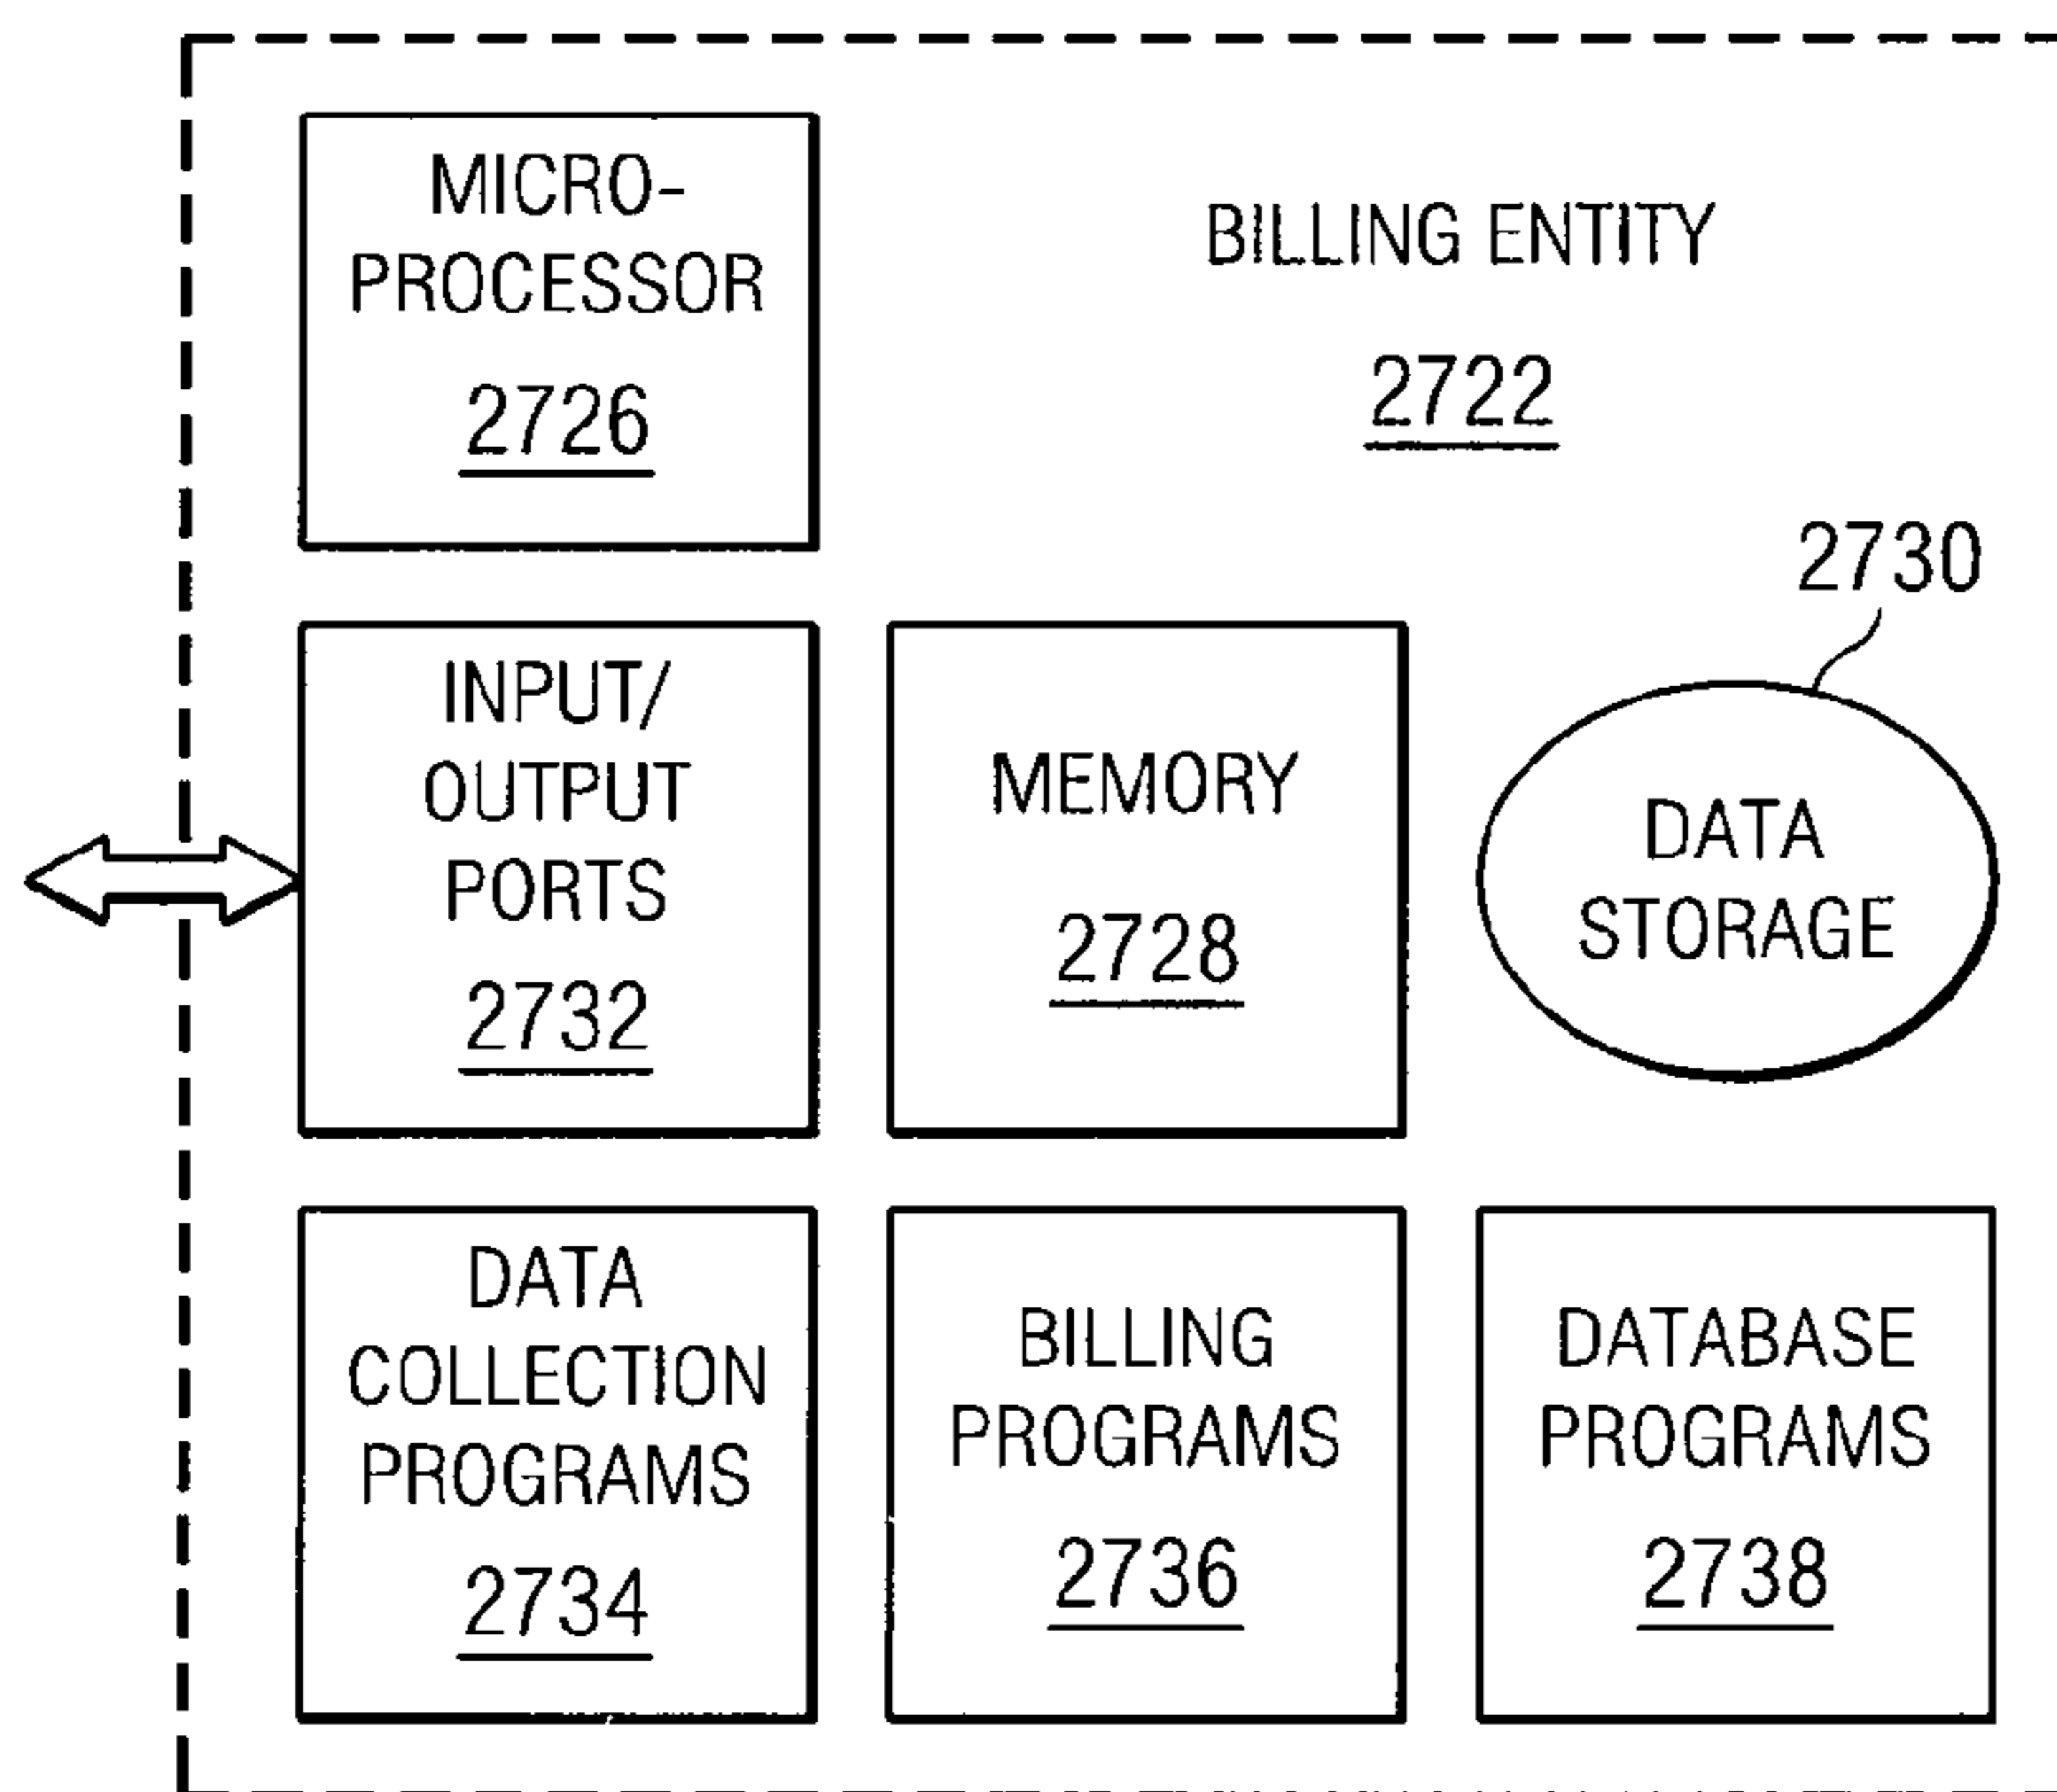 MICRO-
PROCESSOR
2726
BILLING ENTITY
2722
2730
INPUT/
OUTPUT
PORTS
2732
MEMORY
2728
DATA
STORAGE
DATA
COLLECTION
PROGRAMS
2734
BILLING
PROGRAMS
2736
DATABASE
PROGRAMS
2738